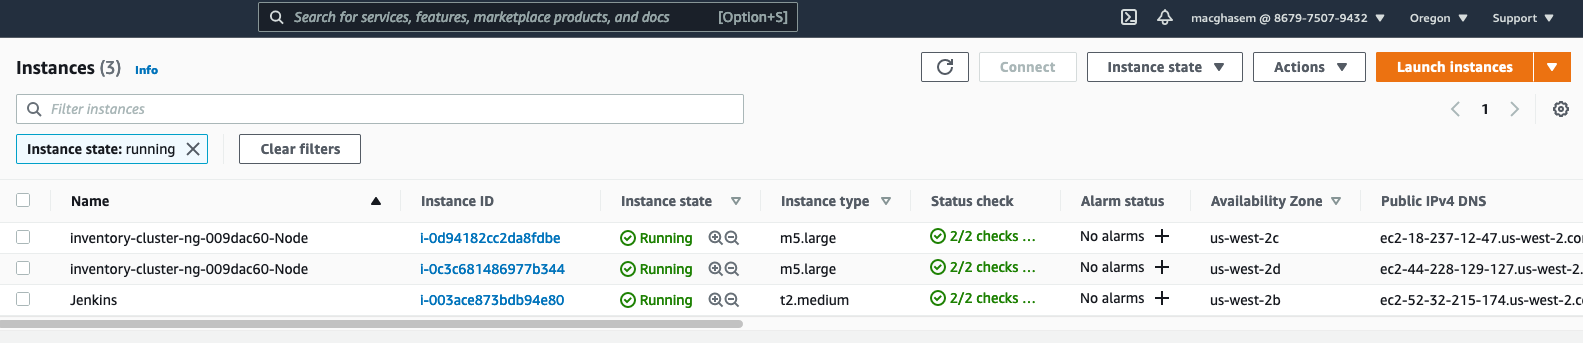 Search for services, features, marketplace products, and docs [Option+S] macghasem @ 8679-7507-9432 Oregon Support
Instances (3) Info Connect Instance state Actions Launch instances
Filter instances 1
Instance state: running Clear filters
Name Instance ID Instance state Instance type Status check Alarm status Availability Zone Public IPv4 DNS
inventory-cluster-ng-009dac60-Node i-0d94182cc2da8fdbe Running m5.large 2/2 checks ... No alarms us-west-2c ec2-18-237-12-47.us-west-2.co
inventory-cluster-ng-009dac60-Node i-0c3c681486977b344 Running m5.large 2/2 checks ... No alarms us-west-2d ec2-44-228-129-127.us-west-2.
Jenkins i-003ace873bdb94e80 Running t2.medium 2/2 checks ... No alarms us-west-2b ec2-52-32-215-174.us-west-2.c